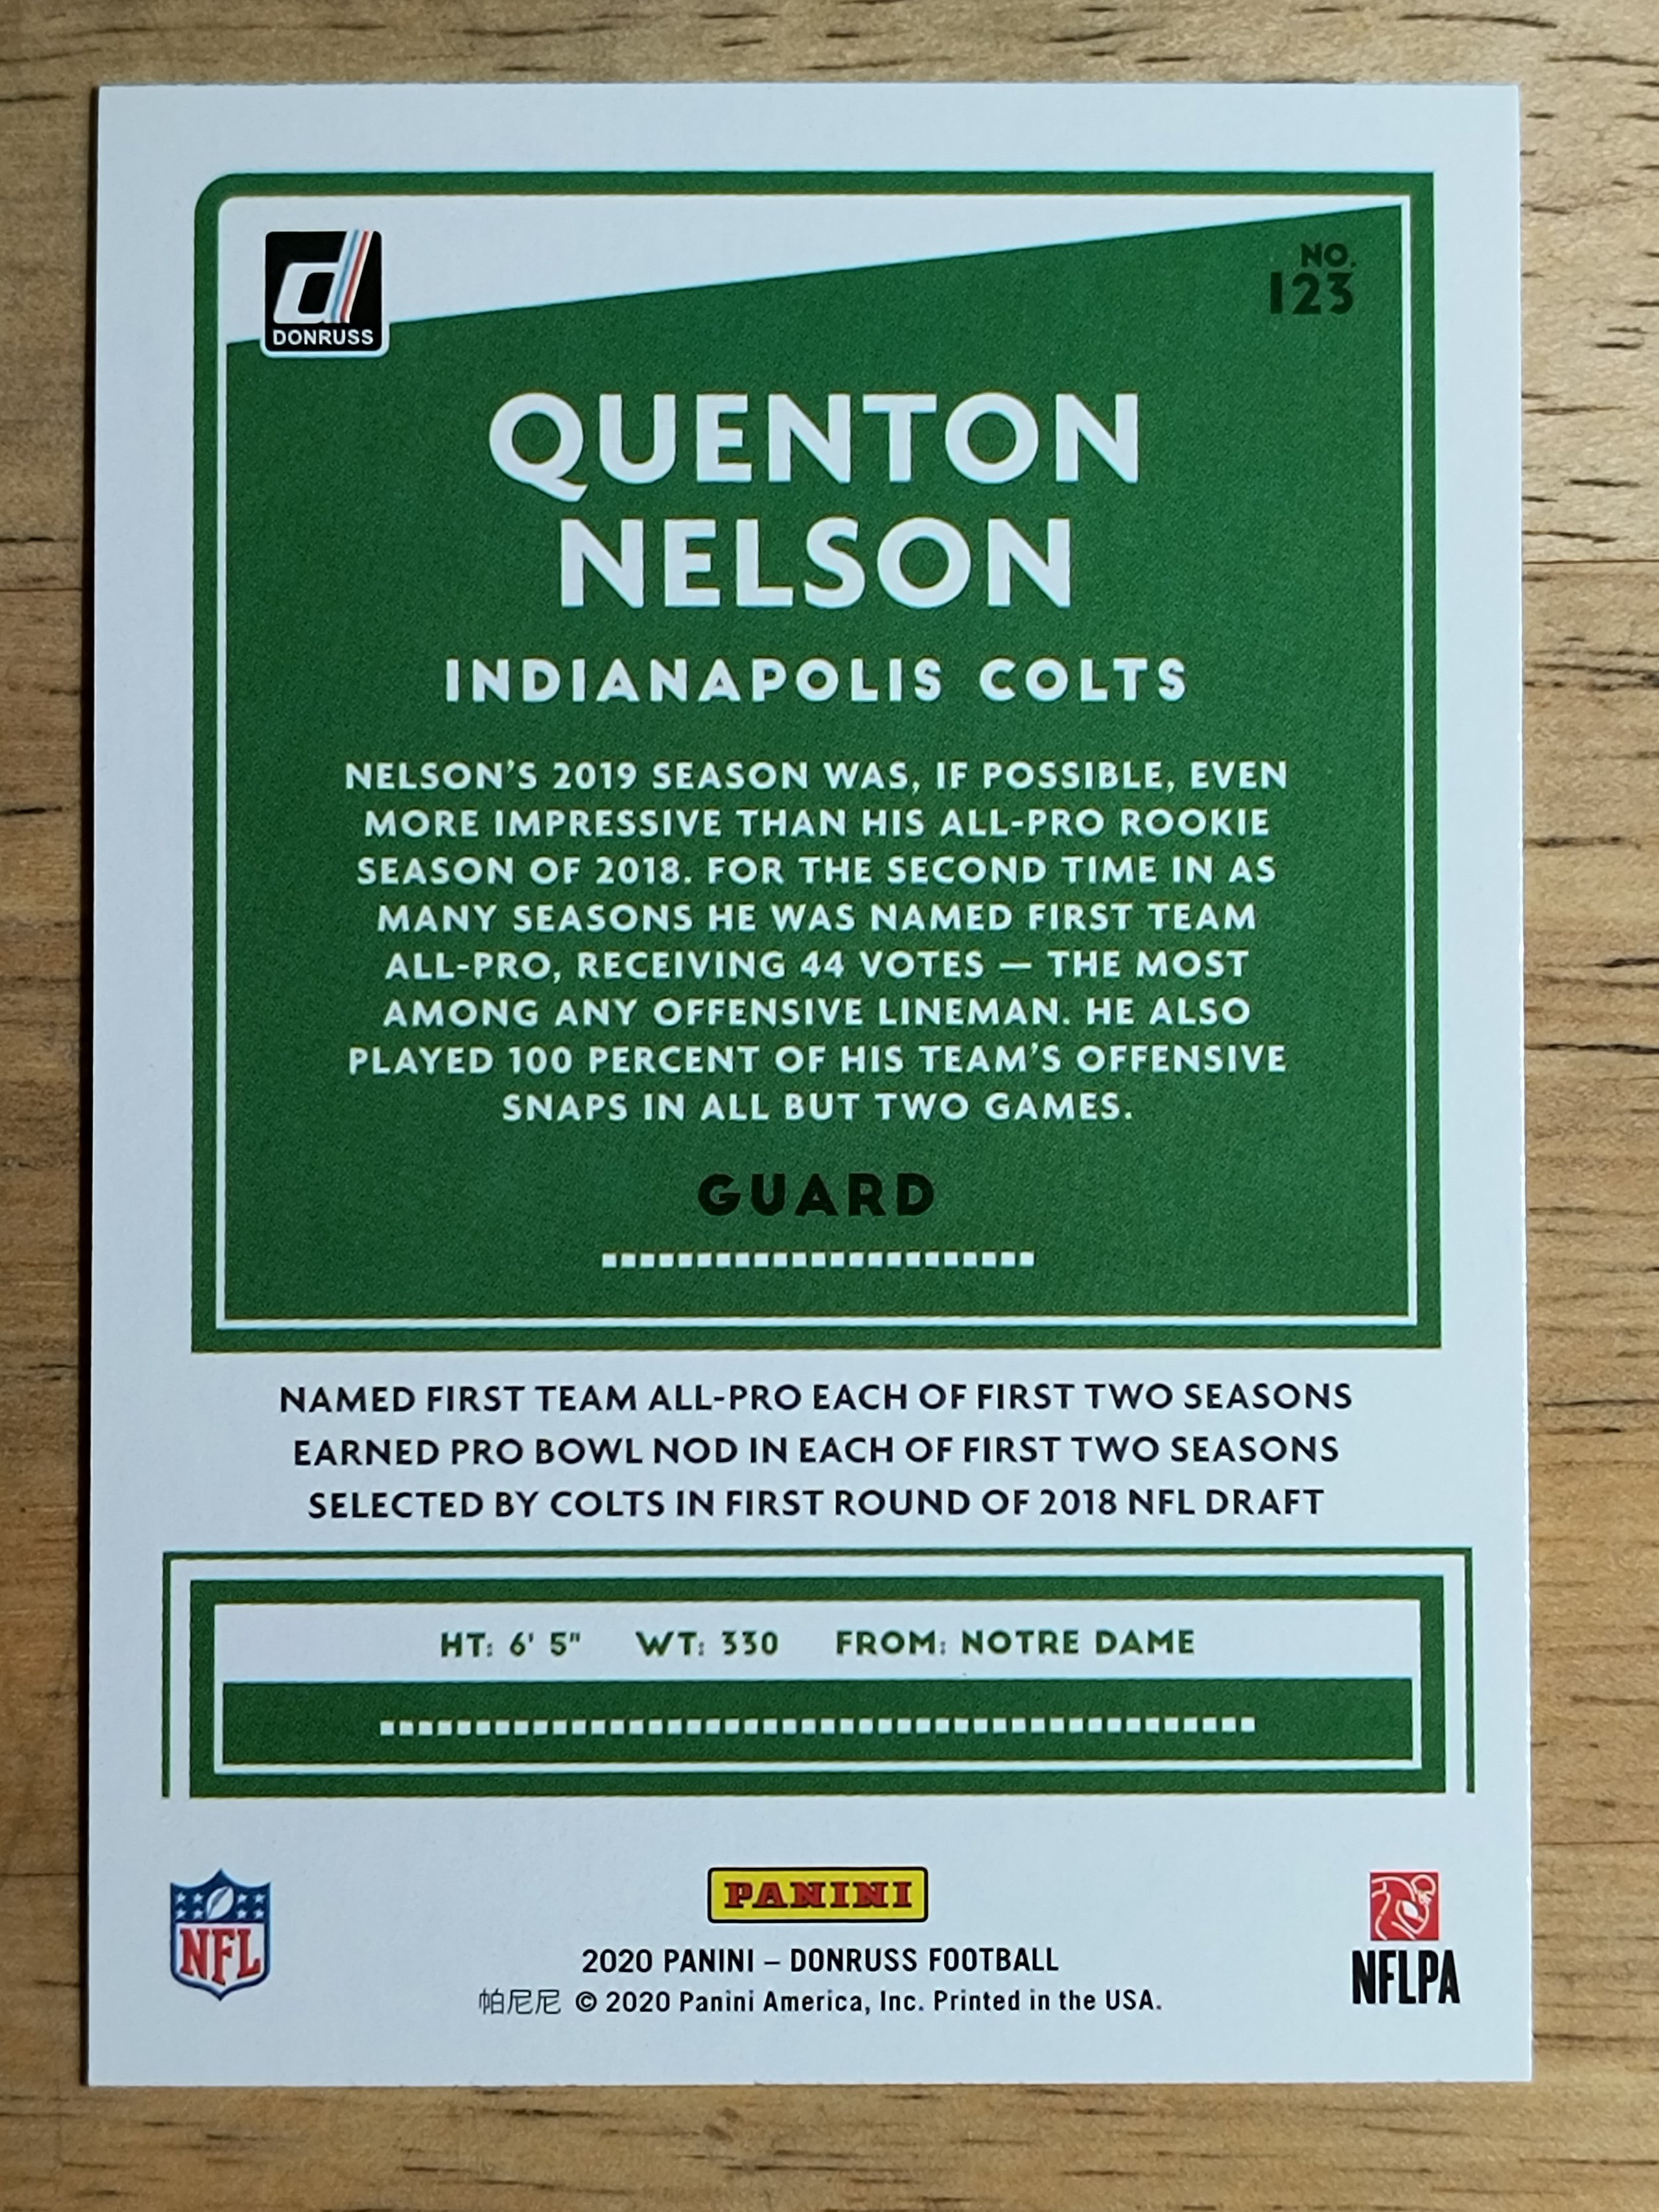 DONRUSS
NO.
123
QUENTON
NELSON
INDIANAPOLIS COLTS
NELSON'S 2019 SEASON WAS, IF POSSIBLE, EVEN
MORE IMPRESSIVE THAN HIS ALL-PRO ROOKIE
SEASON OF 2018. FOR THE SECOND TIME IN AS
MANY SEASONS HE WAS NAMED FIRST TEAM
ALL-PRO, RECEIVING 44 VOTES — THE MOST
AMONG ANY OFFENSIVE LINEMAN. HE ALSO
PLAYED 100 PERCENT OF HIS TEAM'S OFFENSIVE
SNAPS IN ALL BUT TWO GAMES.
GUARD
NAMED FIRST TEAM ALL-PRO EACH OF FIRST TWO SEASONS
EARNED PRO BOWL NOD IN EACH OF FIRST TWO SEASONS
SELECTED BY COLTS IN FIRST ROUND OF 2018 NFL DRAFT
HT: 6' 5" WT: 330 FROM: NOTRE DAME
NFL
PANINI
2020 PANINI – DONRUSS FOOTBALL
帕尼尼 © 2020 Panini America, Inc. Printed in the USA.
NFLPA